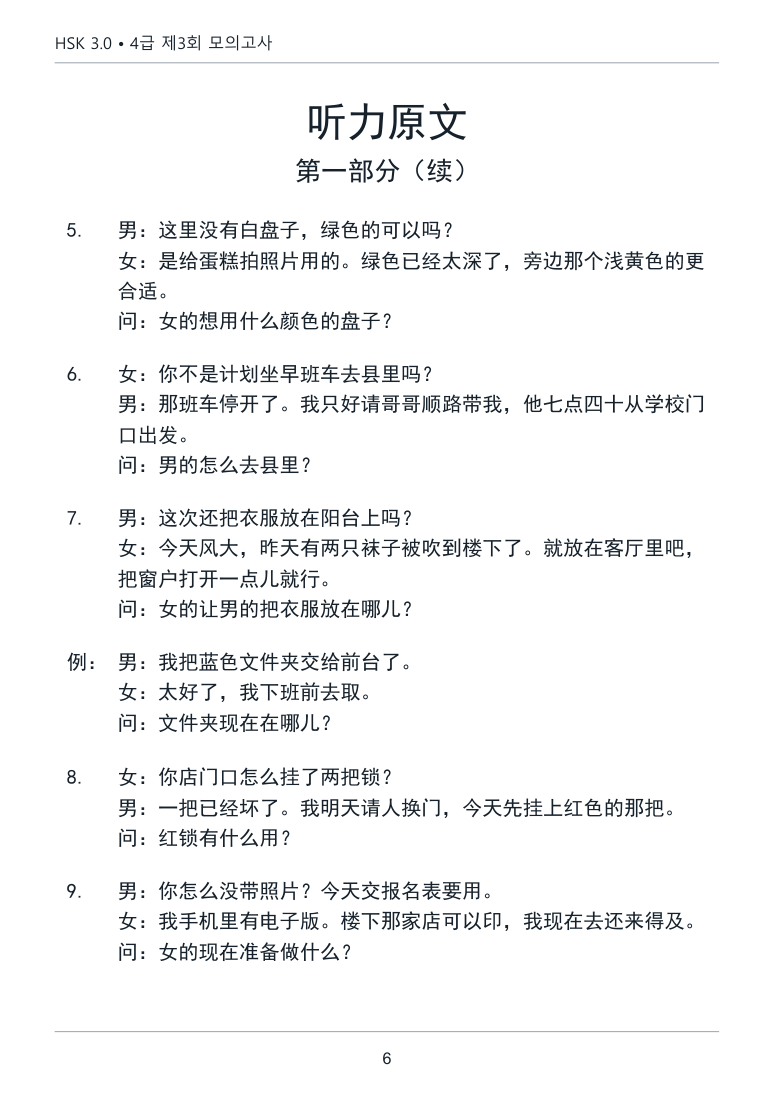 HSK 3.0 • 4급 제3회 모의고사
听力原文
第一部分（续）
5. 男：这里没有白盘子，绿色的可以吗？
女：是给蛋糕拍照片用的。绿色已经太深了，旁边那个浅黄色的更
合适。
问：女的想用什么颜色的盘子？
6. 女：你不是计划坐早班车去县里吗？
男：那班车停开了。我只好请哥哥顺路带我，他七点四十从学校门
口出发。
问：男的怎么去县里？
7. 男：这次还把衣服放在阳台上吗？
女：今天风大，昨天有两只袜子被吹到楼下了。就放在客厅里吧，
把窗户打开一点儿就行。
问：女的让男的把衣服放在哪儿？
例： 男：我把蓝色文件夹交给前台了。
女：太好了，我下班前去取。
问：文件夹现在在哪儿？
8. 女：你店门口怎么挂了两把锁？
男：一把已经坏了。我明天请人换门，今天先挂上红色的那把。
问：红锁有什么用？
9. 男：你怎么没带照片？今天交报名表要用。
女：我手机里有电子版。楼下那家店可以印，我现在去还来得及。
问：女的现在准备做什么？
6